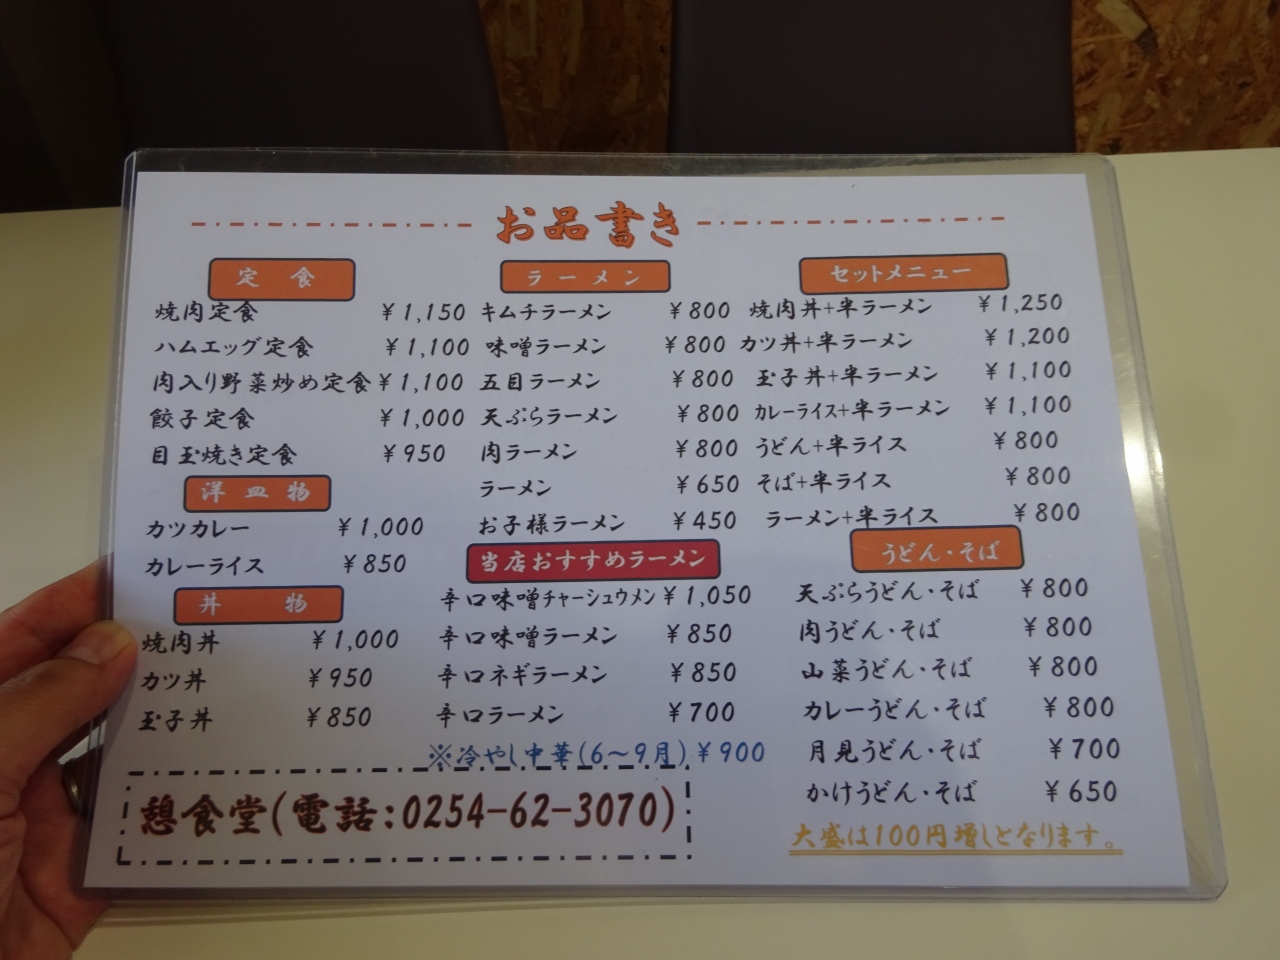 お品書き
定食
焼肉定食 ¥1,150
ハムエッグ定食 ¥1,100
肉入り野菜炒め定食 ¥1,100
餃子定食 ¥1,000
目玉焼き定食 ¥950
洋皿物
カツカレー ¥1,000
カレーライス ¥850
丼物
焼肉丼 ¥1,000
カツ丼 ¥950
玉子丼 ¥850
ラーメン
キムチラーメン ¥800
味噌ラーメン ¥800
五目ラーメン ¥800
天ぷらラーメン ¥800
肉ラーメン ¥800
ラーメン ¥650
お子様ラーメン ¥450
当店おすすめラーメン
辛口味噌チャーシュウメン ¥1,050
辛口味噌ラーメン ¥850
辛口ネギラーメン ¥850
辛口ラーメン ¥700
※冷やし中華(6～9月) ¥900
セットメニュー
焼肉丼+半ラーメン ¥1,250
カツ丼+半ラーメン ¥1,200
玉子丼+半ラーメン ¥1,100
カレーライス+半ラーメン ¥1,100
うどん+半ライス ¥800
そば+半ライス ¥800
ラーメン+半ライス ¥800
うどん・そば
天ぷらうどん・そば ¥800
肉うどん・そば ¥800
山菜うどん・そば ¥800
カレーうどん・そば ¥800
月見うどん・そば ¥700
かけうどん・そば ¥650
大盛は100円増しとなります。
憩食堂(電話:0254-62-3070)